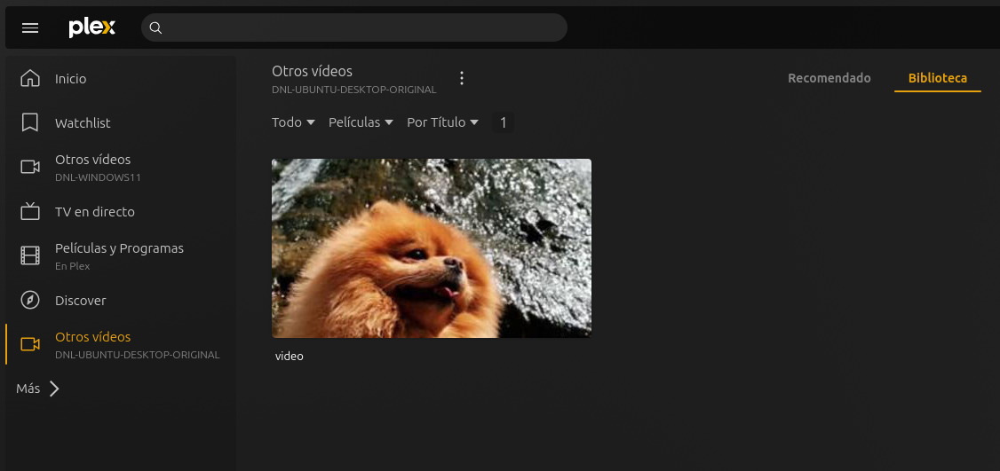 plex
Inicio
Watchlist
Otros vídeos
DNL-WINDOWS11
TV en directo
Películas y Programas
En Plex
Discover
Otros vídeos
DNL-UBUNTU-DESKTOP-ORIGINAL
Más
Otros vídeos
DNL-UBUNTU-DESKTOP-ORIGINAL
Recomendado
Biblioteca
Todo Películas Por Título 1
video